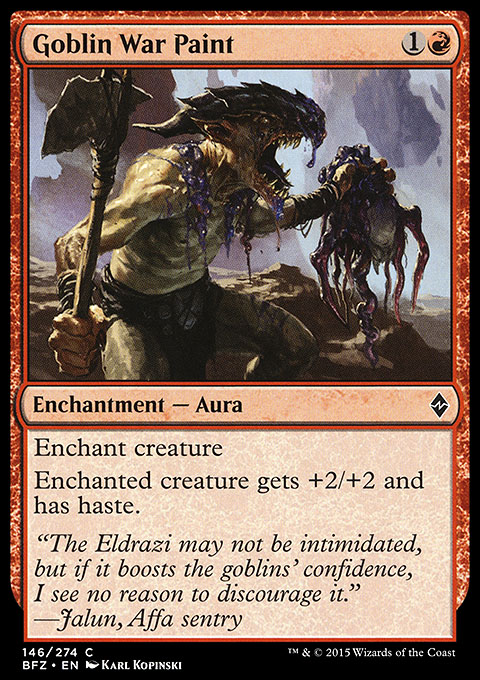 Goblin War Paint 1
Enchantment — Aura
Enchant creature
Enchanted creature gets +2/+2 and
has haste.
“The Eldrazi may not be intimidated,
but if it boosts the goblins’ confidence,
I see no reason to discourage it.”
—Jalun, Affa sentry
146/274 C
BFZ • EN Karl Kopinski
™ & © 2015 Wizards of the Coast